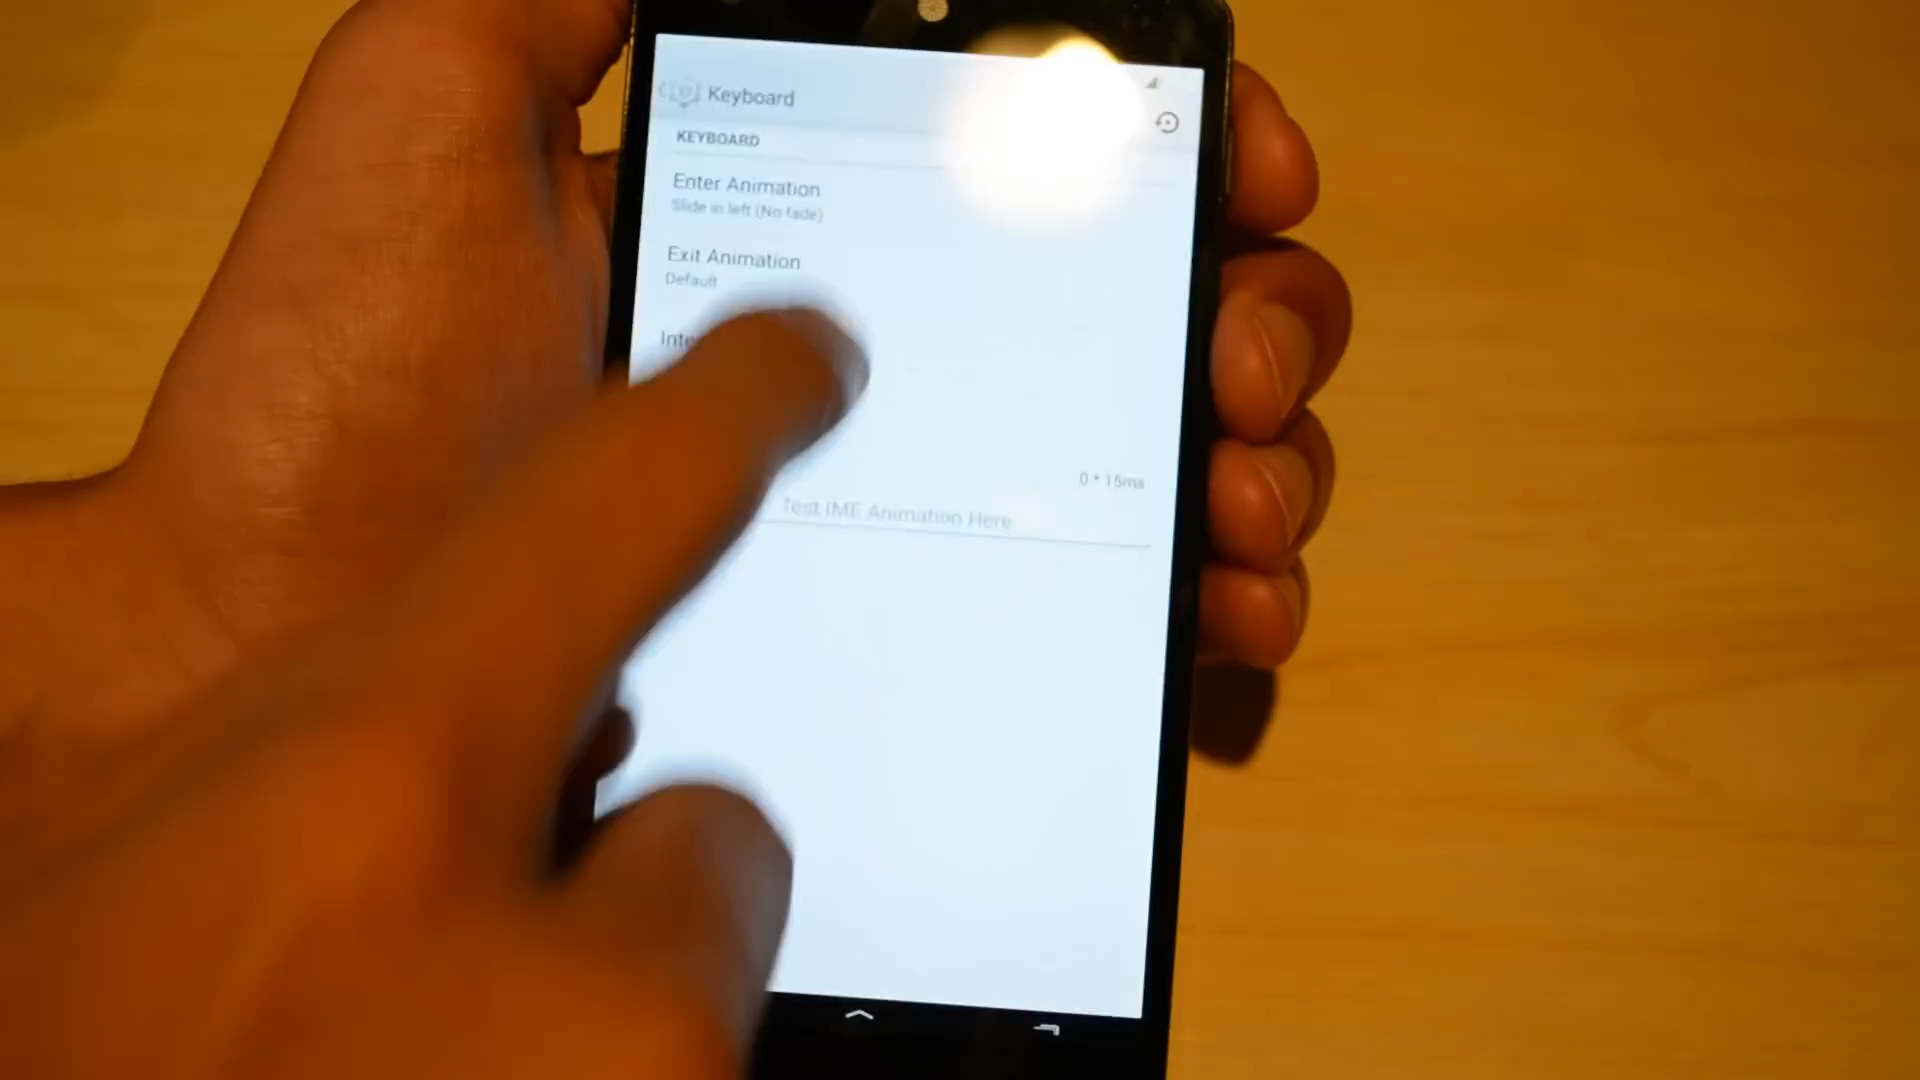 Keyboard
KEYBOARD
Enter Animation
Slide in left (No fade)
Exit Animation
Default
0 * 15ms
Test IME Animation Here